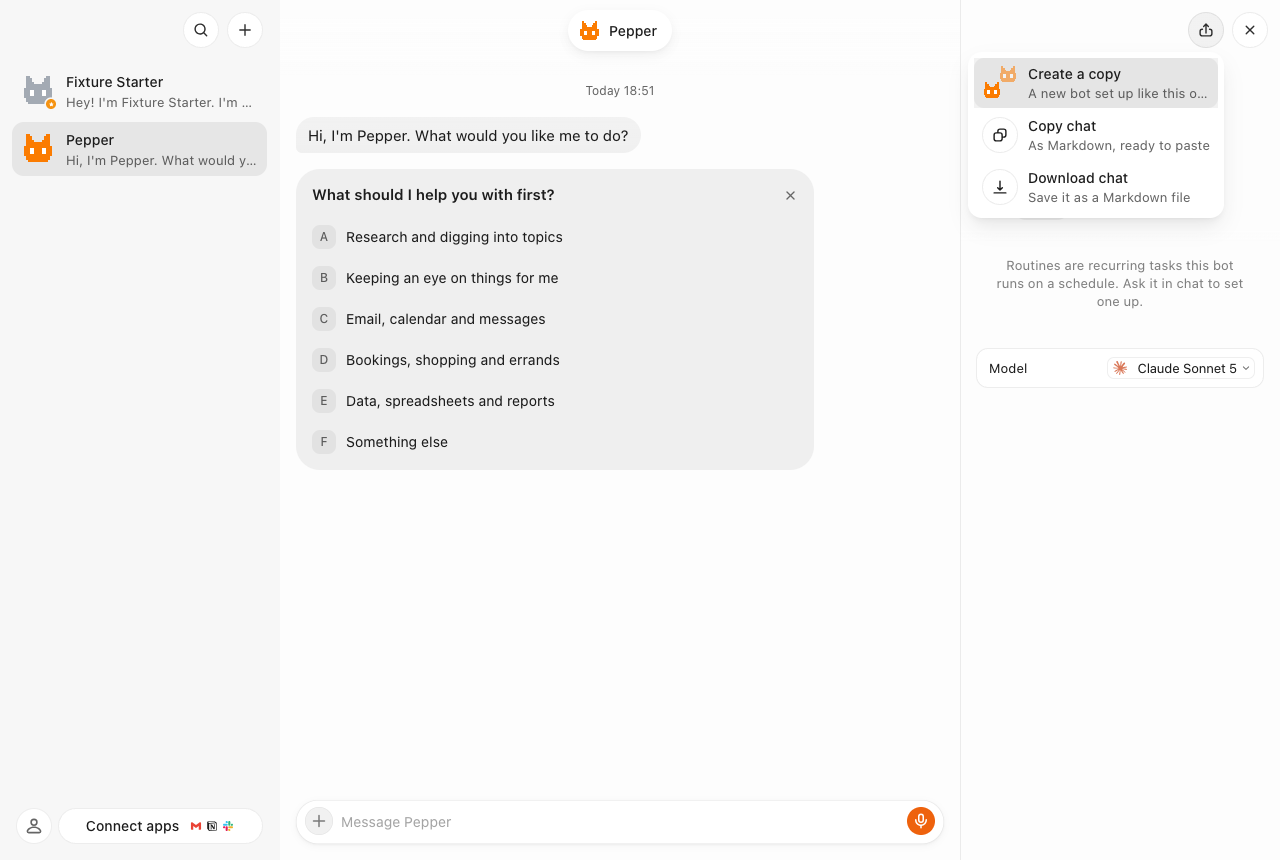 Fixture Starter
Hey! I'm Fixture Starter. I'm ...
Pepper
Hi, I'm Pepper. What would y...
Connect apps
Pepper
Today 18:51
Hi, I'm Pepper. What would you like me to do?
What should I help you with first?
A Research and digging into topics
B Keeping an eye on things for me
C Email, calendar and messages
D Bookings, shopping and errands
E Data, spreadsheets and reports
F Something else
Message Pepper
Create a copy
A new bot set up like this o...
Copy chat
As Markdown, ready to paste
Download chat
Save it as a Markdown file
Routines are recurring tasks this bot
runs on a schedule. Ask it in chat to set
one up.
Model Claude Sonnet 5